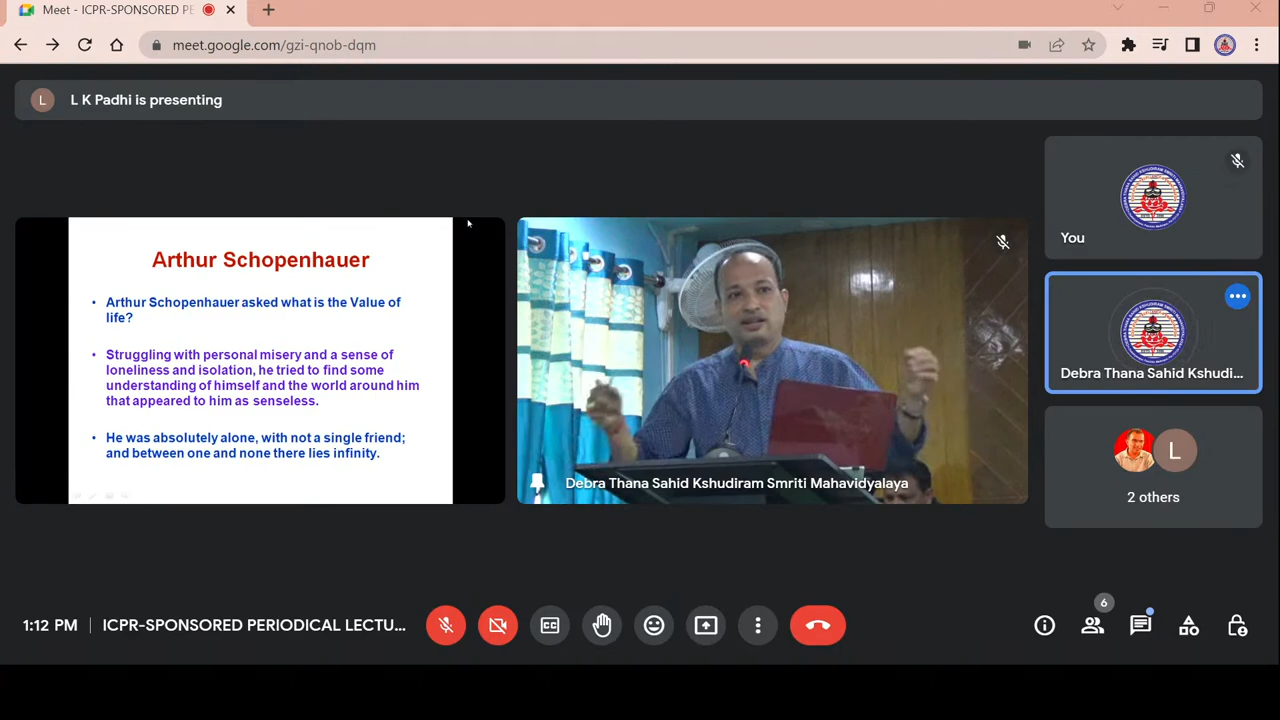 Meet - ICPR-SPONSORED PE
meet.google.com/gzi-qnob-dqm
L
L K Padhi is presenting
Arthur Schopenhauer
• Arthur Schopenhauer asked what is the Value of
life?
• Struggling with personal misery and a sense of
loneliness and isolation, he tried to find some
understanding of himself and the world around him
that appeared to him as senseless.
• He was absolutely alone, with not a single friend;
and between one and none there lies infinity.
Debra Thana Sahid Kshudiram Smriti Mahavidyalaya
You
Debra Thana Sahid Kshudi...
L
2 others
1:12 PM | ICPR-SPONSORED PERIODICAL LECTU...
CC
6